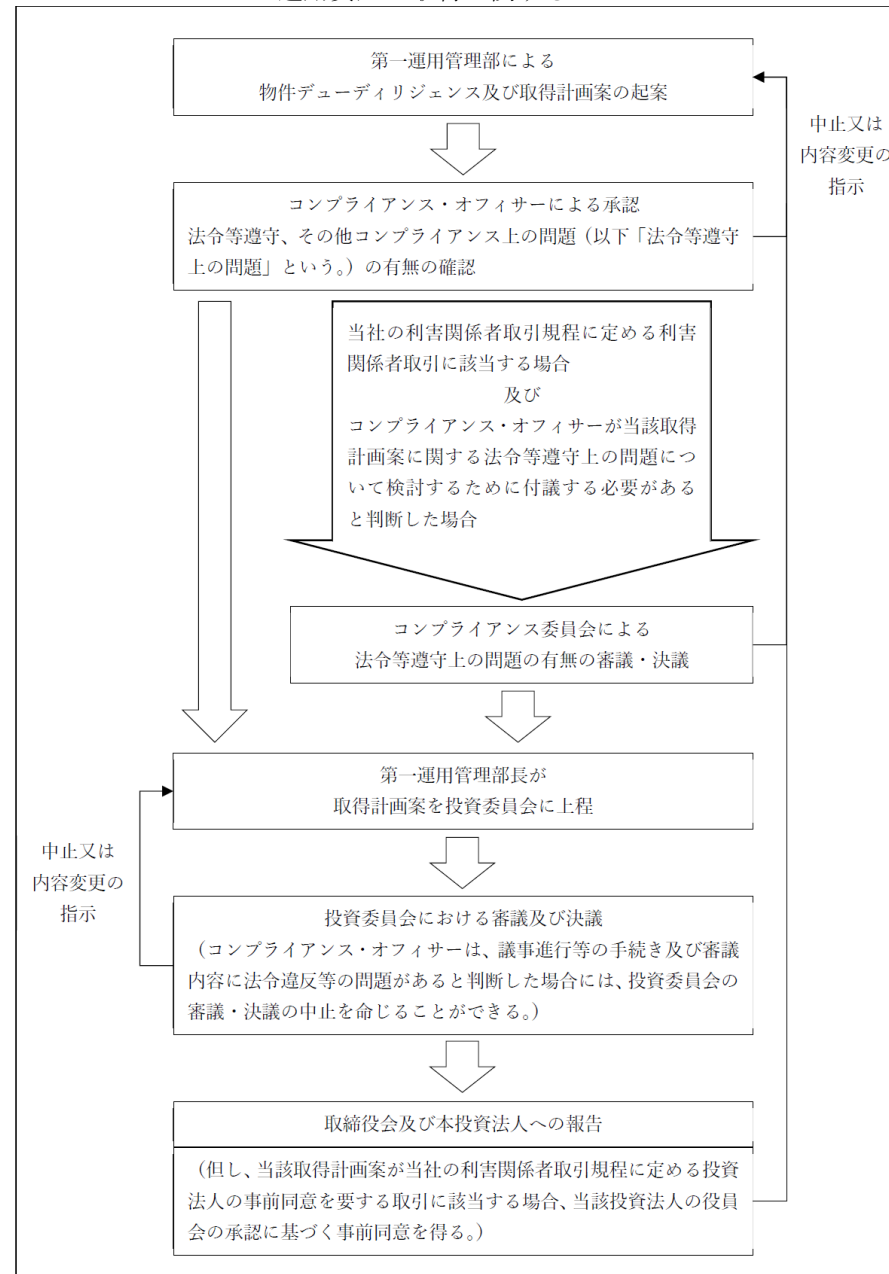 第一運用管理部による
物件デューディリジェンス及び取得計画案の起案
中止又は
内容変更の
指示
コンプライアンス・オフィサーによる承認
法令等遵守、その他コンプライアンス上の問題（以下「法令等遵守
上の問題」という。）の有無の確認
当社の利害関係者取引規程に定める利害
関係者取引に該当する場合
及び
コンプライアンス・オフィサーが当該取得
計画案に関する法令等遵守上の問題につ
いて検討するために付議する必要がある
と判断した場合
コンプライアンス委員会による
法令等遵守上の問題の有無の審議・決議
第一運用管理部長が
取得計画案を投資委員会に上程
中止又は
内容変更の
指示
投資委員会における審議及び決議
（コンプライアンス・オフィサーは、議事進行等の手続き及び審議
内容に法令違反等の問題があると判断した場合には、投資委員会の
審議・決議の中止を命じることができる。）
取締役会及び本投資法人への報告
（但し、当該取得計画案が当社の利害関係者取引規程に定める投資
法人の事前同意を要する取引に該当する場合、当該投資法人の役員
会の承認に基づく事前同意を得る。）